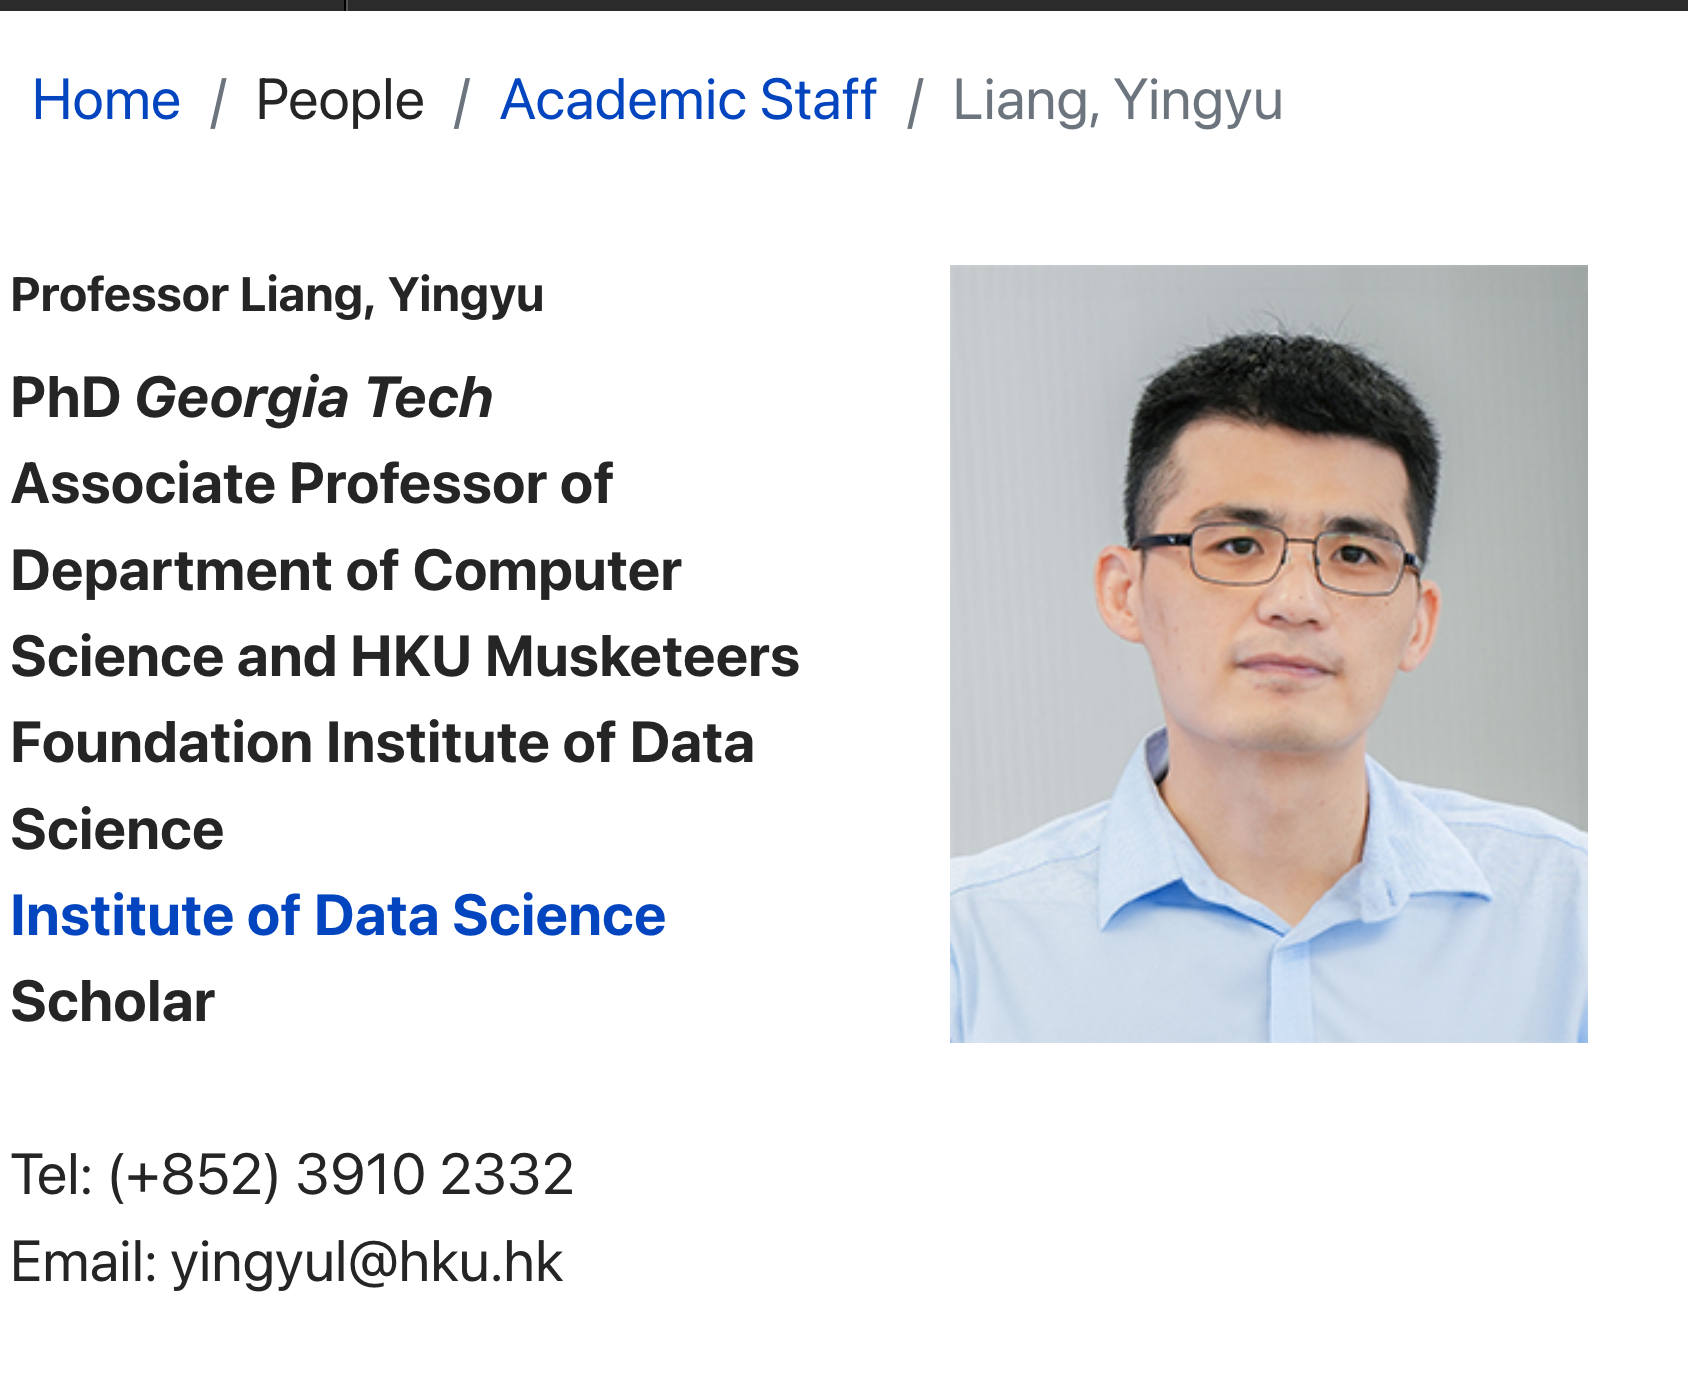 Home / People / Academic Staff / Liang, Yingyu
Professor Liang, Yingyu
PhD Georgia Tech
Associate Professor of
Department of Computer
Science and HKU Musketeers
Foundation Institute of Data
Science
Institute of Data Science
Scholar
Tel: (+852) 3910 2332
Email: yingyul@hku.hk